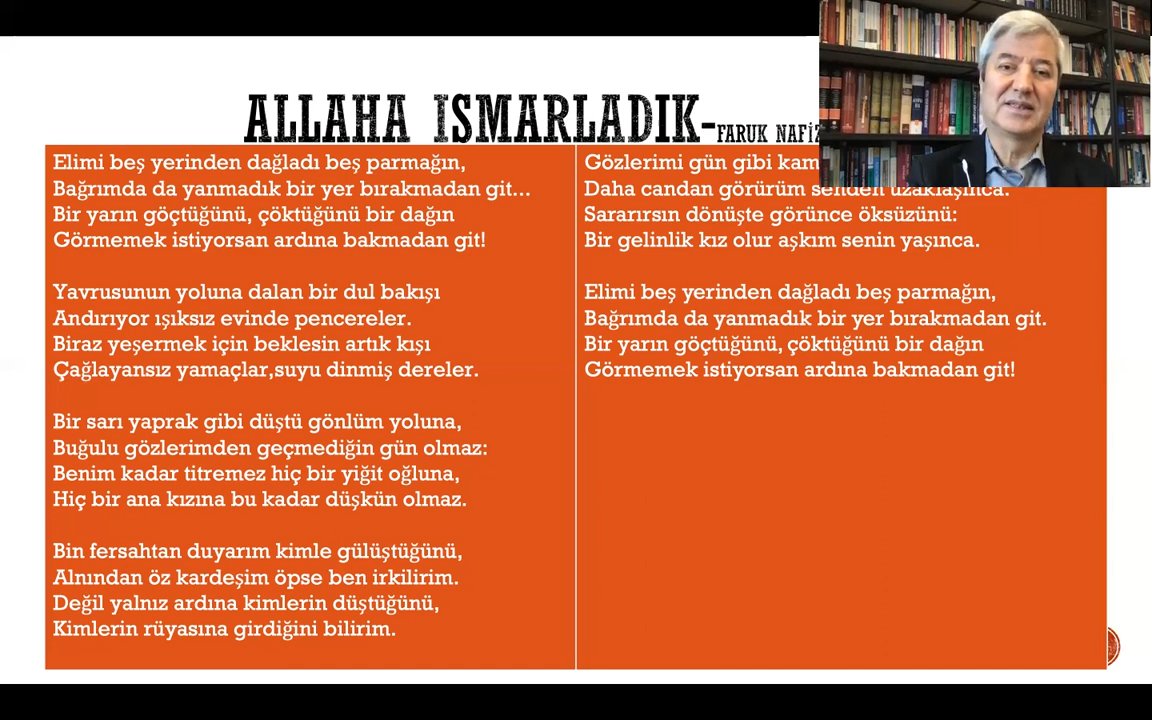 ALLAHA ISMARLADIK-FARUK NAFİZ
Elimi beş yerinden dağladı beş parmağın,
Bağrımda da yanmadık bir yer bırakmadan git...
Bir yarın göçtüğünü, çöktüğünü bir dağın
Görmemek istiyorsan ardına bakmadan git!
Yavrusunun yoluna dalan bir dul bakışı
Andırıyor ışıksız evinde pencereler.
Biraz yeşermek için beklesin artık kışı
Çağlayansız yamaçlar,suyu dinmiş dereler.
Bir sarı yaprak gibi düştü gönlüm yoluna,
Buğulu gözlerimden geçmediğin gün olmaz:
Benim kadar titremez hiç bir yiğit oğluna,
Hiç bir ana kızına bu kadar düşkün olmaz.
Bin fersahtan duyarım kimle gülüştüğünü,
Alnından öz kardeşim öpse ben irkilirim.
Değil yalnız ardına kimlerin düştüğünü,
Kimlerin rüyasına girdiğini bilirim.
Gözlerimi gün gibi
Daha candan görürüm senden uzaklaşınca.
Sararırsın dönüşte görünce öksüzünü:
Bir gelinlik kız olur aşkım senin yaşınca.
Elimi beş yerinden dağladı beş parmağın,
Bağrımda da yanmadık bir yer bırakmadan git.
Bir yarın göçtüğünü, çöktüğünü bir dağın
Görmemek istiyorsan ardına bakmadan git!